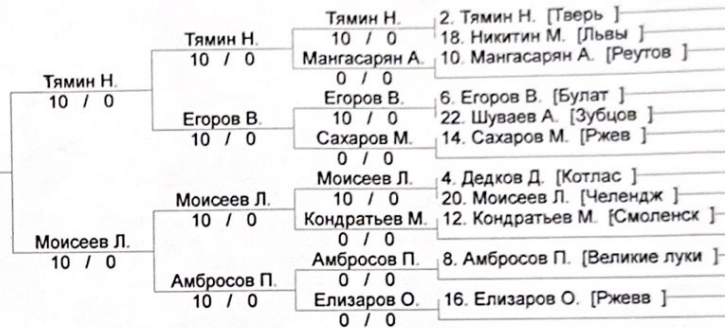 Тямин Н.
10 / 0
2. Тямин Н. [Тверь ]
18. Никитин М. [Львы ]
Тямин Н.
10 / 0
Мангасарян А.
0 / 0
10. Мангасарян А. [Реутов ]
Тямин Н.
10 / 0
Егоров В.
10 / 0
6. Егоров В. [Булат ]
22. Шуваев А. [Зубцов ]
Егоров В.
10 / 0
Сахаров М.
0 / 0
14. Сахаров М. [Ржев ]
Моисеев Л.
10 / 0
4. Дедков Д. [Котлас ]
20. Моисеев Л. [Челендж ]
Моисеев Л.
10 / 0
Кондратьев М.
0 / 0
12. Кондратьев М. [Смоленск ]
Моисеев Л.
10 / 0
Амбросов П.
0 / 0
8. Амбросов П. [Великие луки ]
Амбросов П.
10 / 0
Елизаров О.
0 / 0
16. Елизаров О. [Ржевв ]